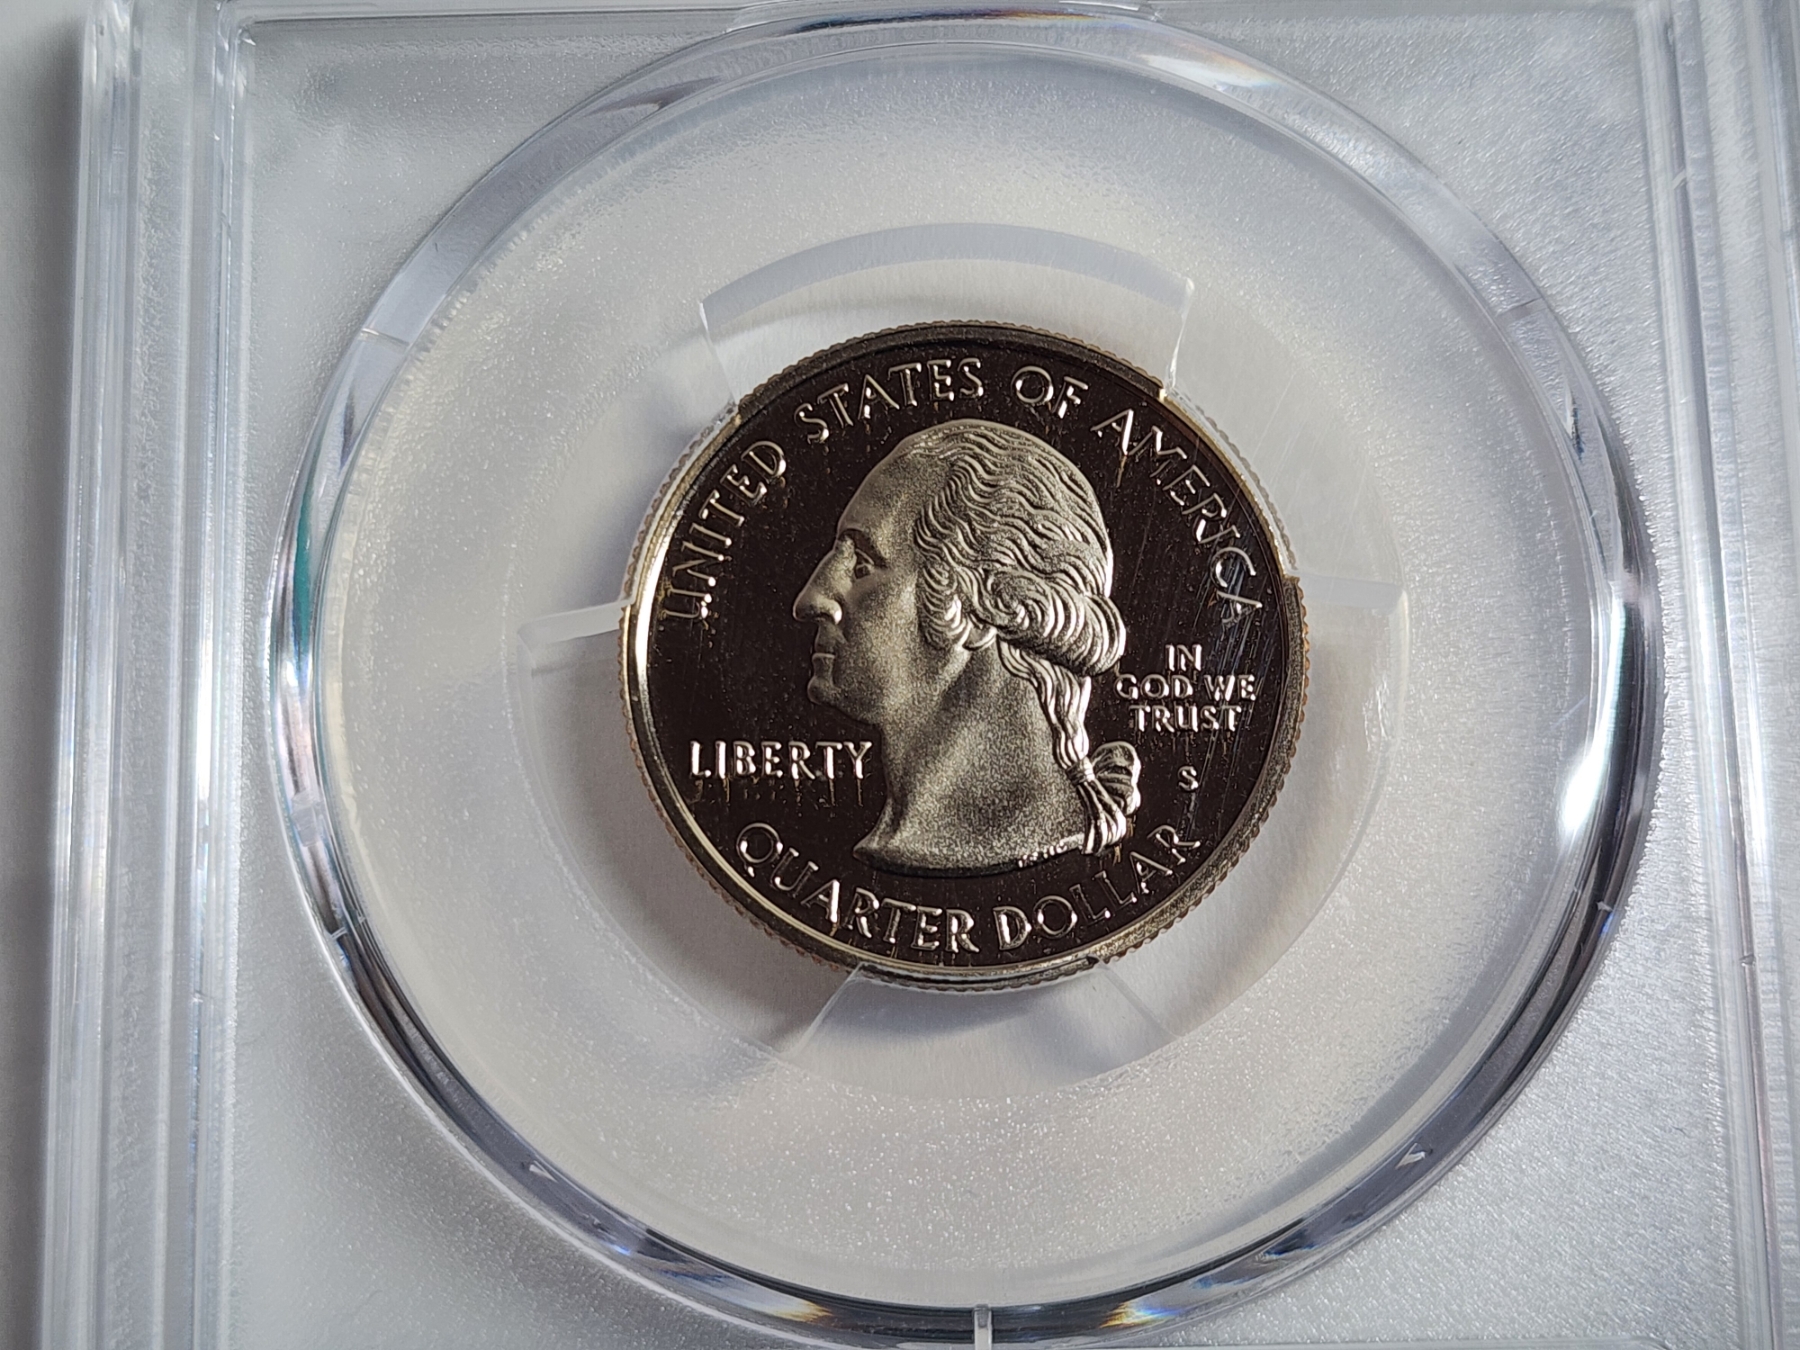 UNITED STATES OF AMERICA
LIBERTY
IN
GOD WE
TRUST
S
QUARTER DOLLAR